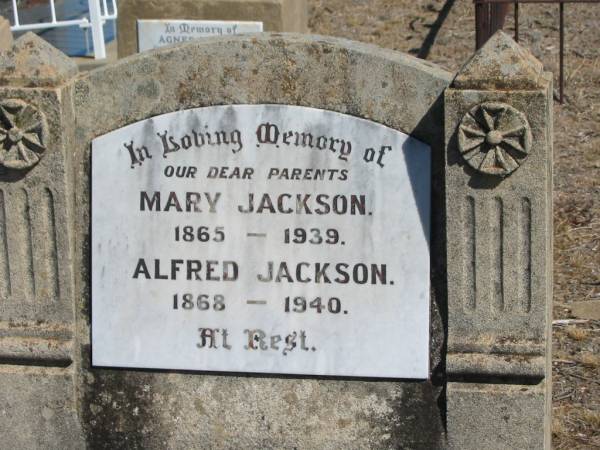 In Memory of
AGNES
In Loving Memory of
OUR DEAR PARENTS
MARY JACKSON.
1865 — 1939.
ALFRED JACKSON.
1868 — 1940.
At Rest.